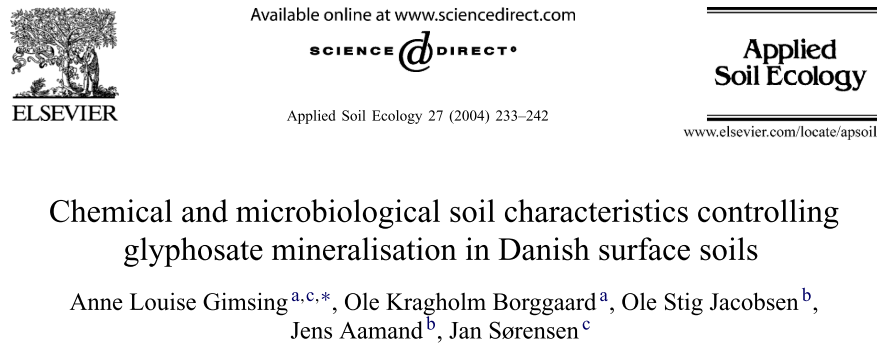 Available online at www.sciencedirect.com
SCIENCE @ DIRECT®
ELSEVIER
Applied Soil Ecology 27 (2004) 233–242
Applied
Soil Ecology
www.elsevier.com/locate/apsoil
Chemical and microbiological soil characteristics controlling
glyphosate mineralisation in Danish surface soils
Anne Louise Gimsing a,c,*, Ole Kragholm Borggaard a, Ole Stig Jacobsen b,
Jens Aamand b, Jan Sørensen c